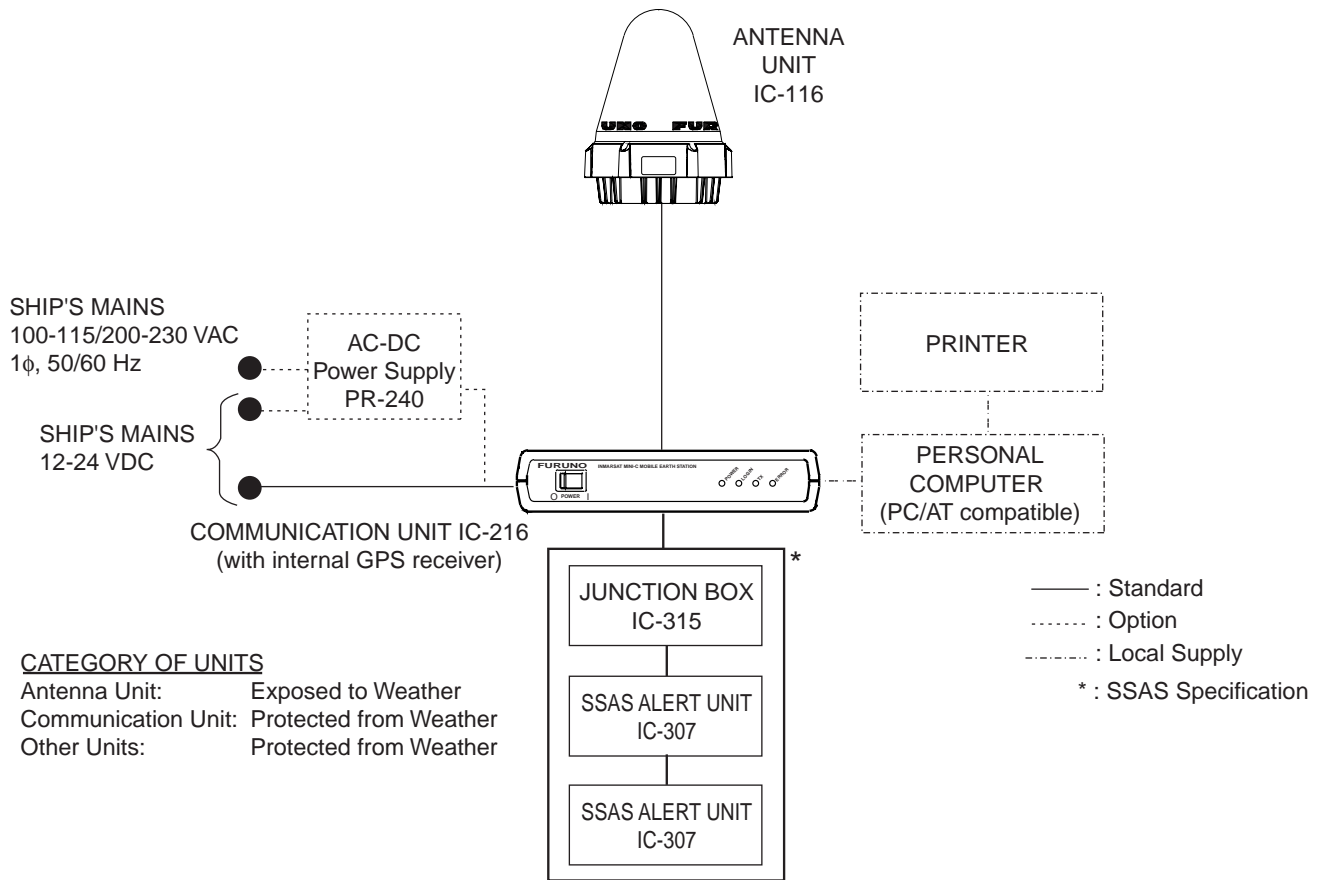 ANTENNA
UNIT
IC-116
UNO FUR
SHIP'S MAINS
100-115/200-230 VAC
1ϕ, 50/60 Hz
AC-DC
Power Supply
PR-240
SHIP'S MAINS
12-24 VDC
PRINTER
PERSONAL
COMPUTER
(PC/AT compatible)
FURUNO
INMARSAT MINI-C MOBILE EARTH STATION
POWER
LOGIN
TX
ERROR
POWER
COMMUNICATION UNIT IC-216
(with internal GPS receiver)
*
JUNCTION BOX
IC-315
SSAS ALERT UNIT
IC-307
SSAS ALERT UNIT
IC-307
: Standard
: Option
: Local Supply
* : SSAS Specification
CATEGORY OF UNITS
Antenna Unit: Exposed to Weather
Communication Unit: Protected from Weather
Other Units: Protected from Weather